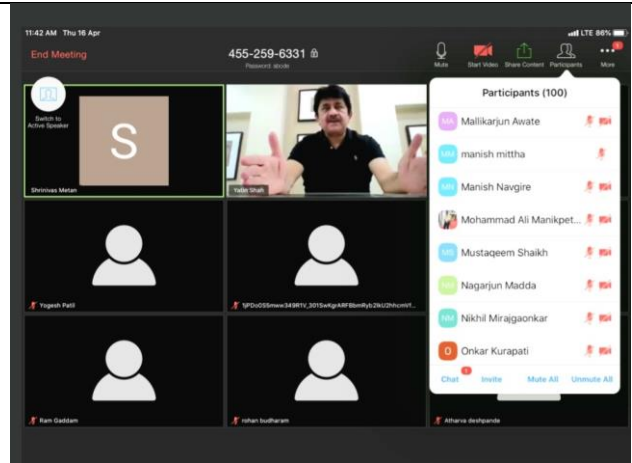 11:42 AM Thu 16 Apr
LTE 86%
End Meeting
455-259-6331
Password: abcde
Mute
Start Video
Share Content
Participants
More
Switch to
Active Speaker
S
Shrinivas Metan
Yatin Shah
Participants (100)
MA Mallikarjun Awate
MM manish mittha
MN Manish Navgire
Mohammad Ali Manikpet...
MS Mustaqeem Shaikh
NM Nagarjun Madda
NM Nikhil Mirajgaonkar
O Onkar Kurapati
Chat
Invite
Mute All
Unmute All
Yogesh Patil
Ram Gaddam
rohan budharam
Atharva deshpande